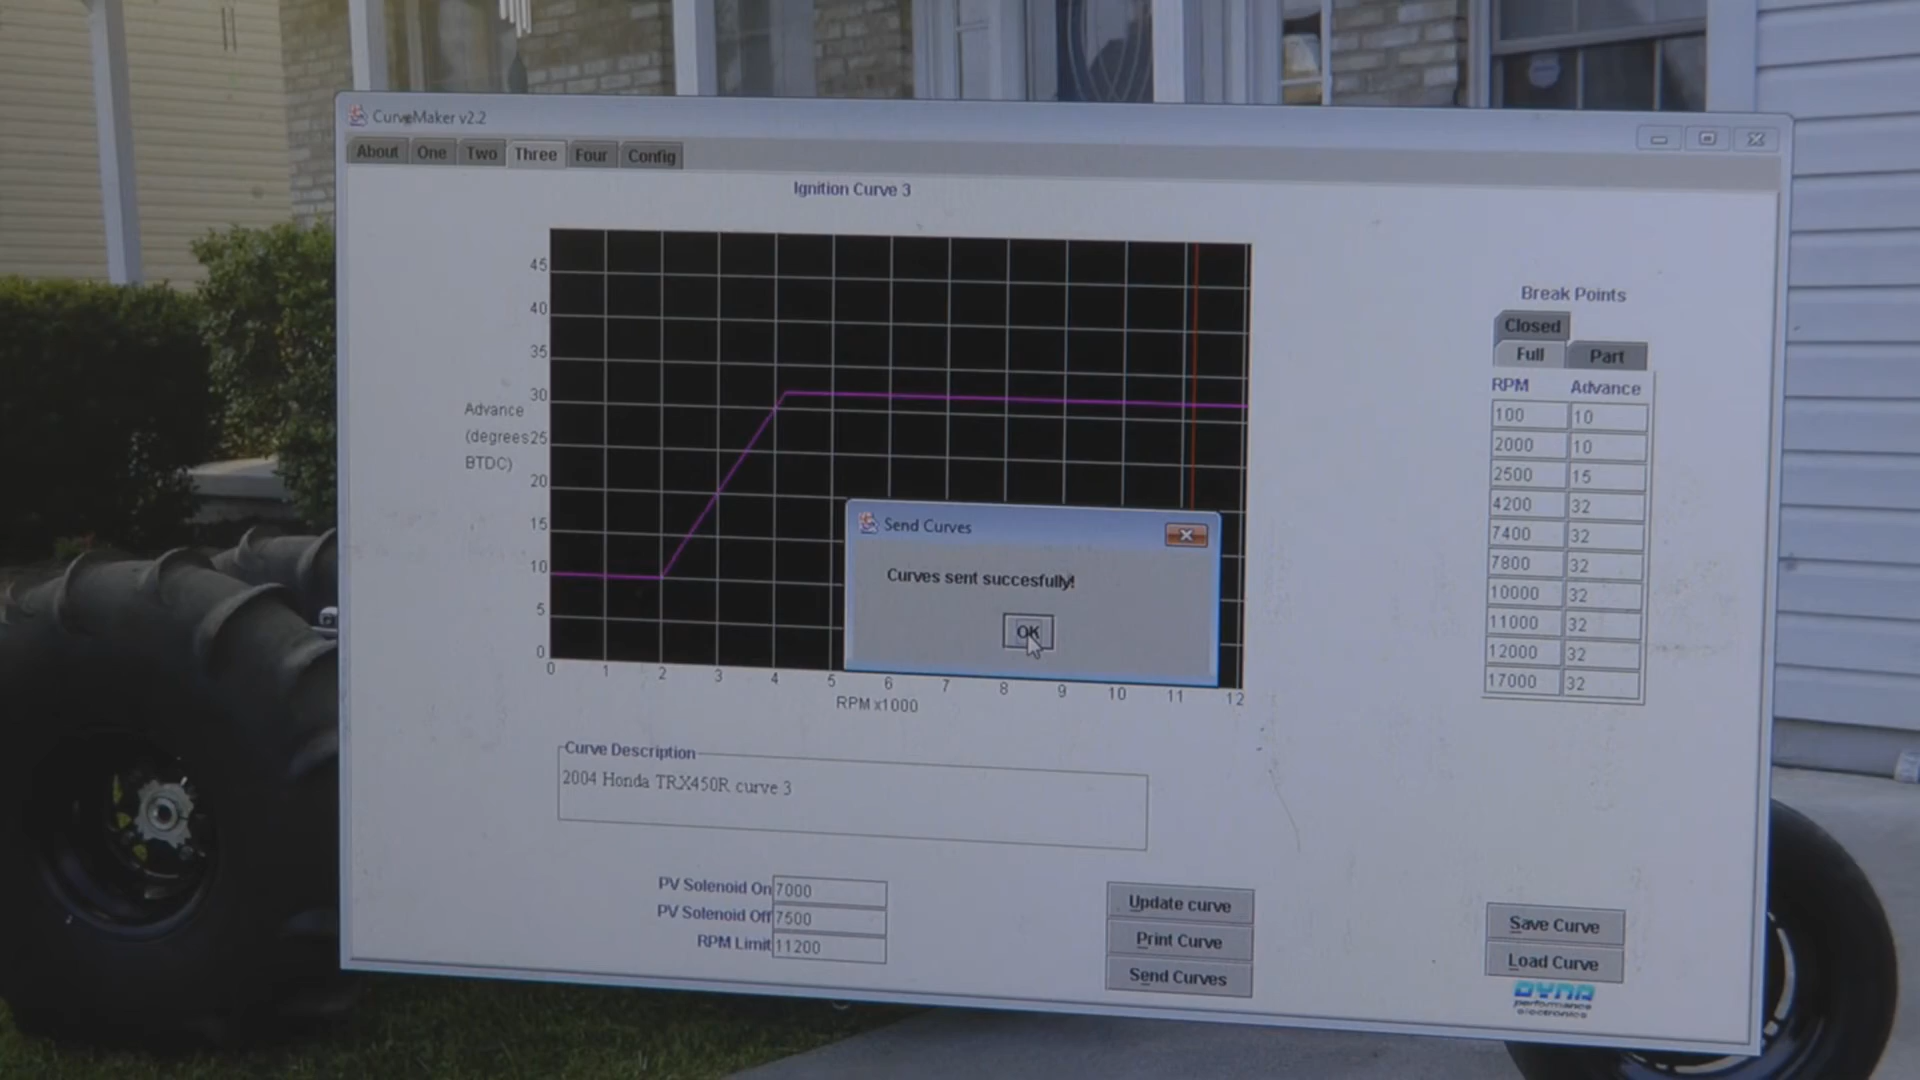 CurveMaker v2.2
About One Two Three Four Config
Ignition Curve 3
45
40
35
30
25
20
15
10
5
0
Advance
(degrees
BTDC)
0 1 2 3 4 5 6 7 8 9 10 11 12
RPM x1000
Send Curves
Curves sent succesfully!
OK
Break Points
Closed
Full Part
RPM Advance
100 10
2000 10
2500 15
4200 32
7400 32
7800 32
10000 32
11000 32
12000 32
17000 32
Curve Description
2004 Honda TRX450R curve 3
PV Solenoid On 7000
PV Solenoid Off 7500
RPM Limit 11200
Update curve
Print Curve
Send Curves
Save Curve
Load Curve
DYNA
performance
electronics